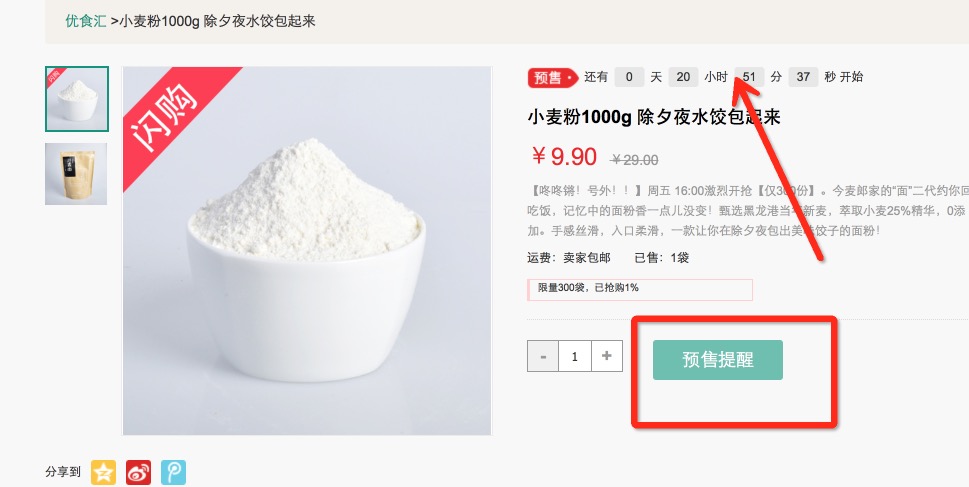 优食汇 >小麦粉1000g 除夕夜水饺包起来
闪购
闪购
预售 还有 0 天 20 小时 51 分 37 秒 开始
小麦粉1000g 除夕夜水饺包起来
￥9.90 ￥29.00
【咚咚锵！号外！！】周五 16:00激烈开抢【仅300份】。今麦郎家的"面"二代约你回
吃饭，记忆中的面粉香一点儿没变！甄选黑龙港当年新麦，萃取小麦25%精华，0添
加。手感丝滑，入口柔滑，一款让你在除夕夜包出美味饺子的面粉！
运费：卖家包邮 已售：1袋
限量300袋，已抢购1%
- 1 +
预售提醒
分享到